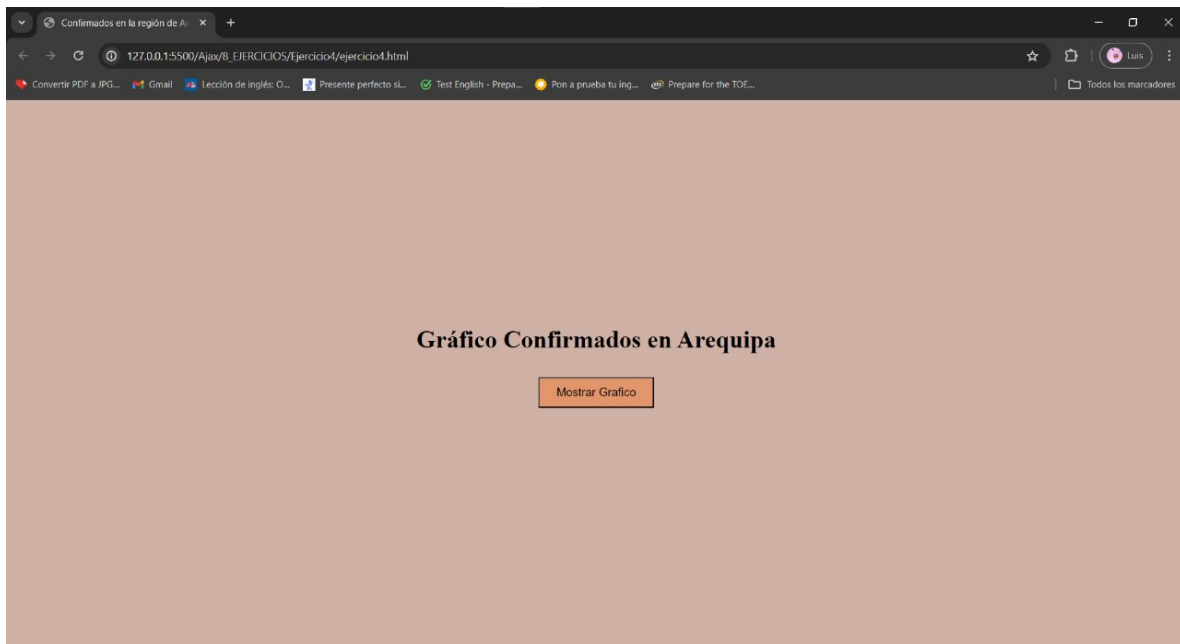 Confirmados en la región de A
127.0.0.1:5500/Ajax/8_EJERCICIOS/Ejercicio4/ejercicio4.html
Luis
Convertir PDF a JPG... Gmail Lección de inglés: O... Presente perfecto si... Test English - Prepa... Pon a prueba tu ing... Prepare for the TOE... Todos los marcadores
Gráfico Confirmados en Arequipa
Mostrar Grafico